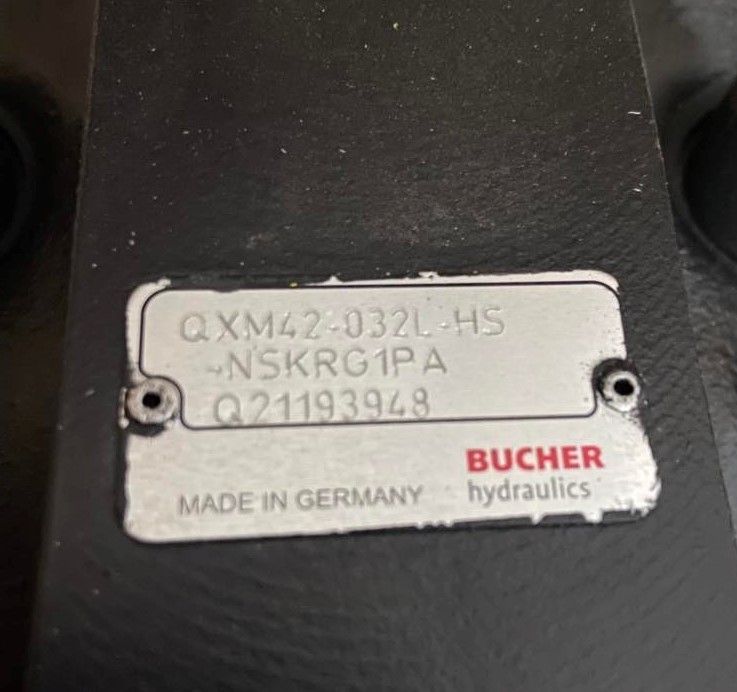 QXM42-032L-HS
-NSKRG1PA
Q21193948
BUCHER
hydraulics
MADE IN GERMANY